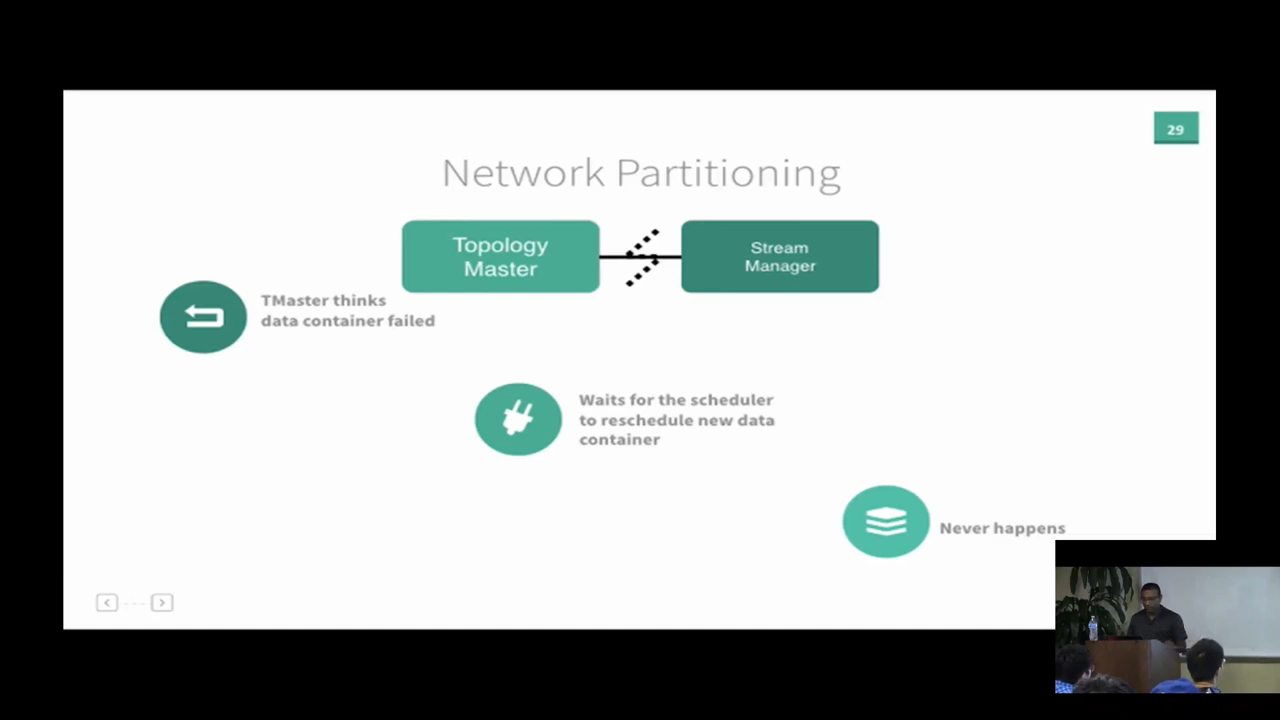 29
Network Partitioning
Topology
Master
Stream
Manager
TMaster thinks
data container failed
Waits for the scheduler
to reschedule new data
container
Never happens